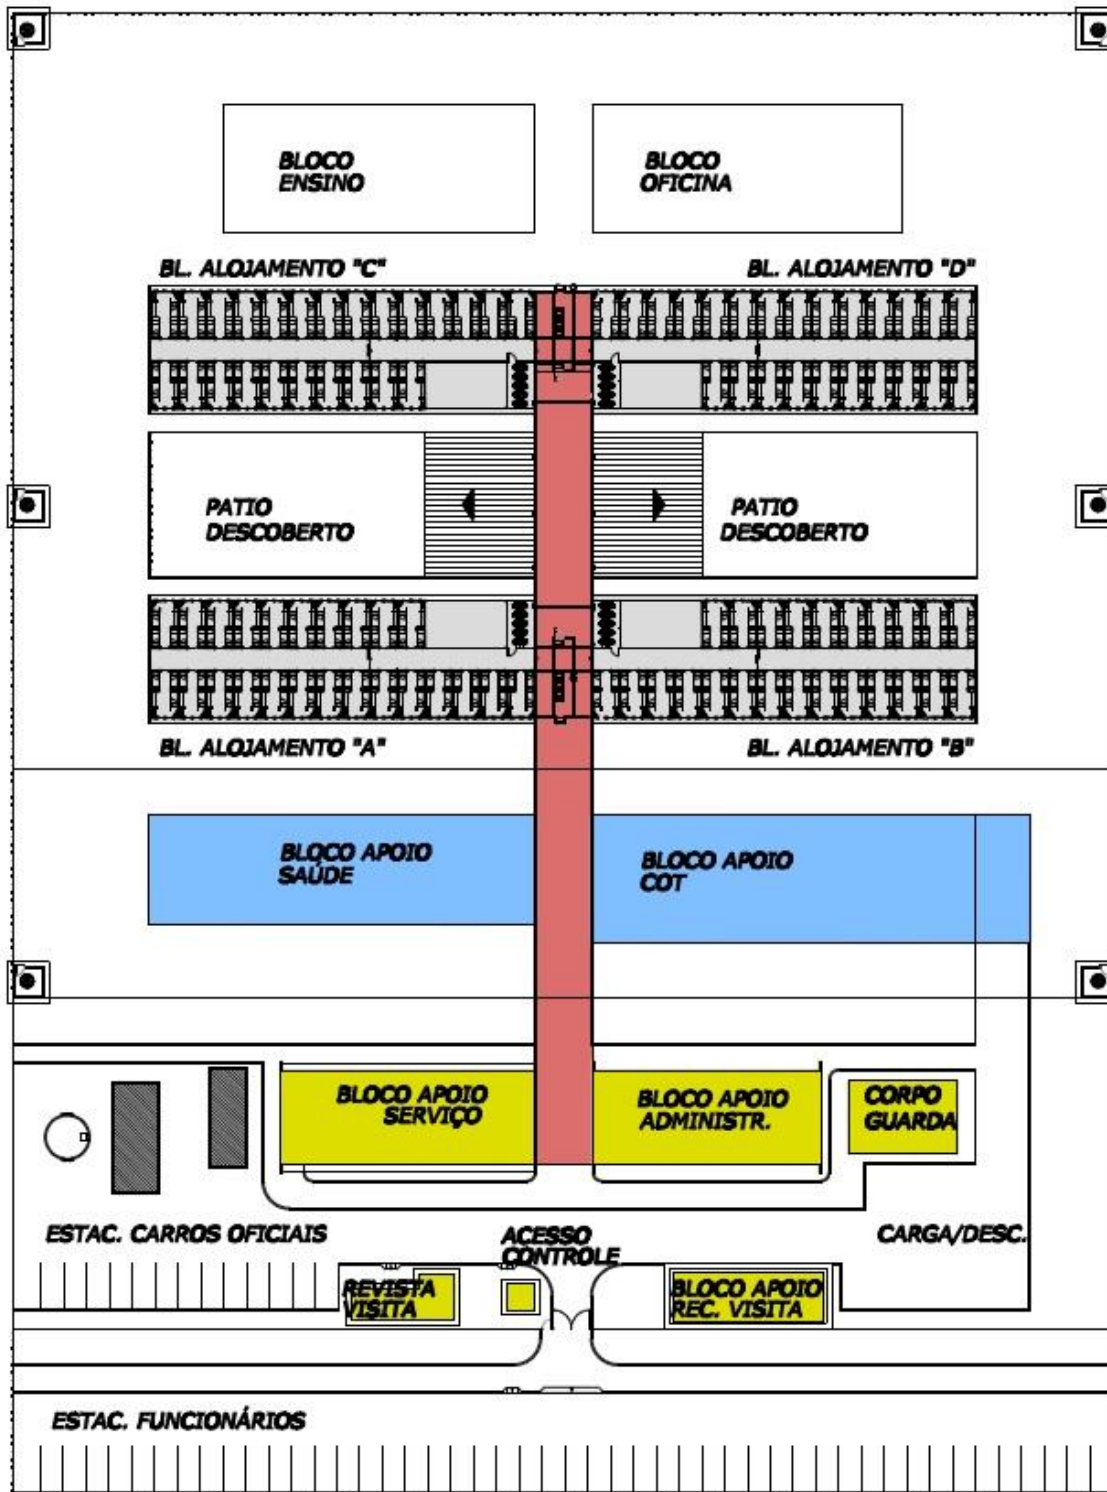 BLOCO
ENSINO
BLOCO
OFICINA
BL. ALOJAMENTO "C"
BL. ALOJAMENTO "D"
PATIO
DESCOBERTO
PATIO
DESCOBERTO
BL. ALOJAMENTO "A"
BL. ALOJAMENTO "B"
BLOCO APOIO
SAÚDE
BLOCO APOIO
COT
BLOCO APOIO
SERVIÇO
BLOCO APOIO
ADMINISTR.
CORPO
GUARDA
ESTAC. CARROS OFICIAIS
ACESSO
CONTROLE
CARGA/DESC.
REVISTA
VISITA
BLOCO APOIO
REC. VISITA
ESTAC. FUNCIONÁRIOS